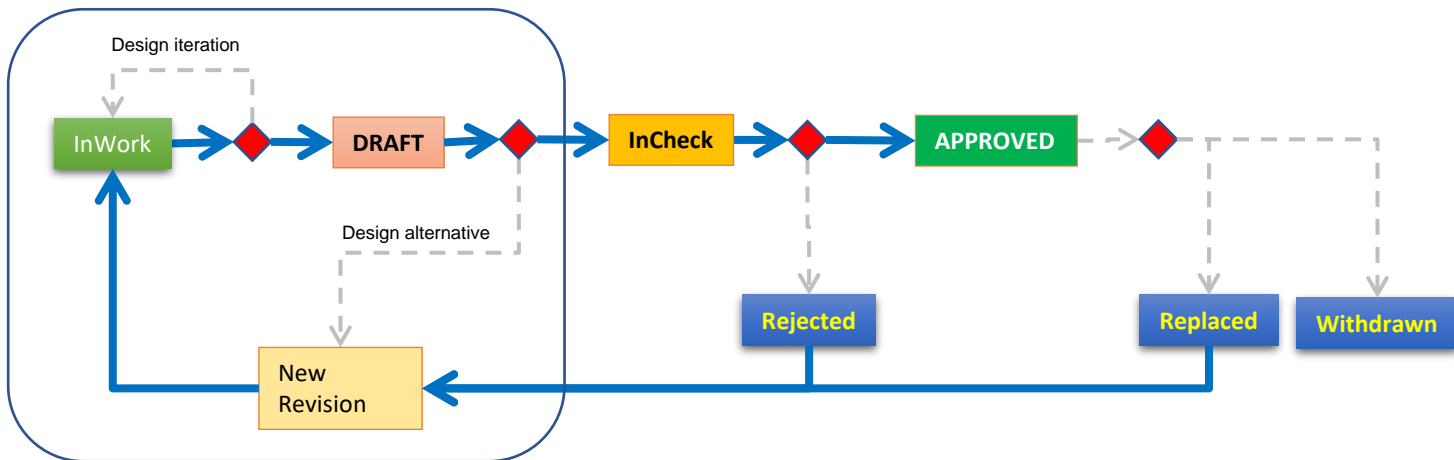 Design iteration
InWork
DRAFT
InCheck
APPROVED
Design alternative
Rejected
Replaced
Withdrawn
New
Revision